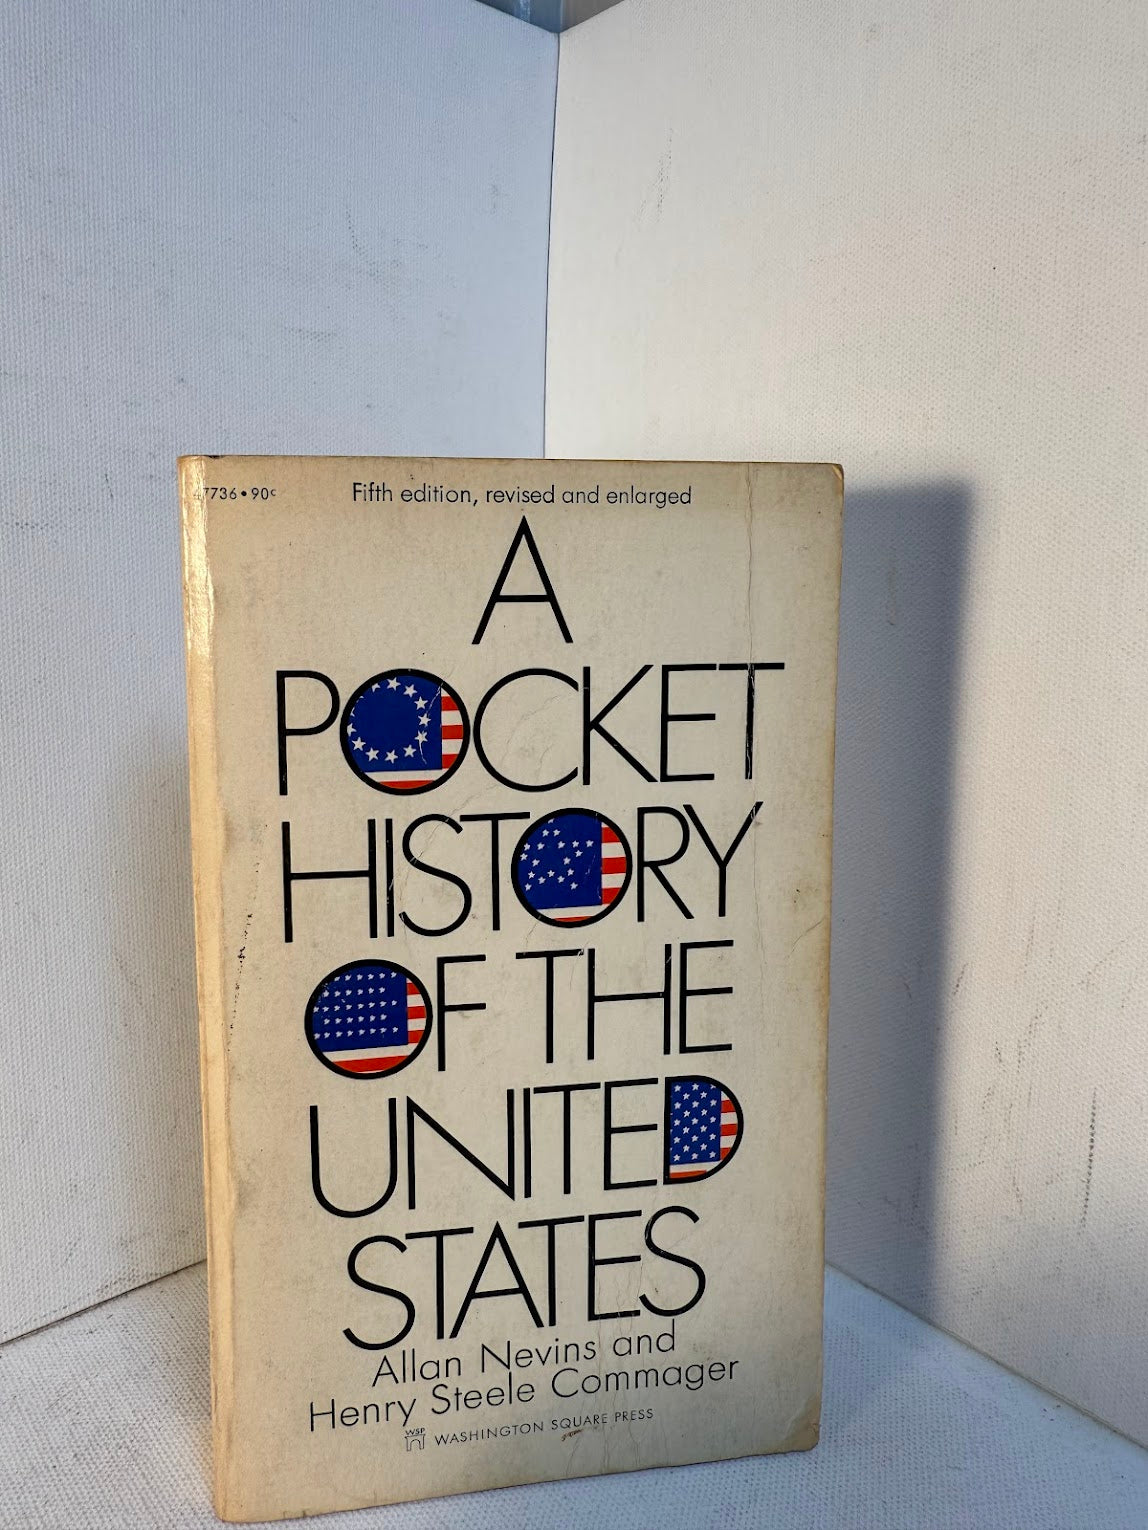 47736 • 90¢
Fifth edition, revised and enlarged
A
POCKET
HISTORY
OF THE
UNITED
STATES
Allan Nevins and
Henry Steele Commager
WSP WASHINGTON SQUARE PRESS